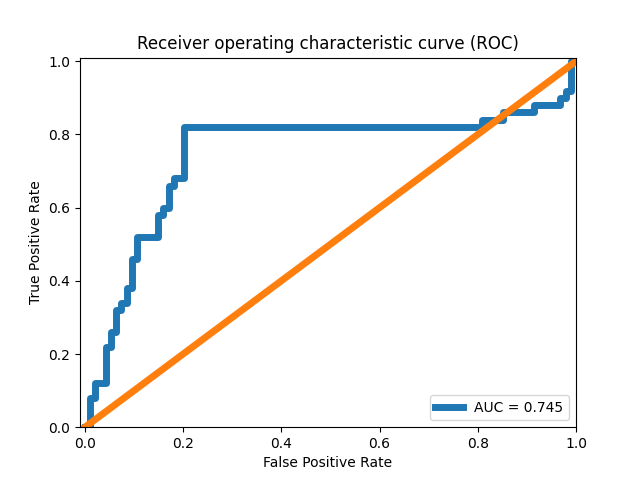 Receiver operating characteristic curve (ROC)
True Positive Rate
1.0
0.8
0.6
0.4
0.2
0.0
0.0 0.2 0.4 0.6 0.8 1.0
False Positive Rate
AUC = 0.745